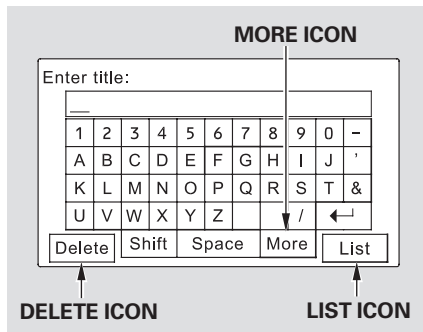 MORE ICON
Enter title:
1 2 3 4 5 6 7 8 9 0 -
A B C D E F G H I J '
K L M N O P Q R S T &
U V W X Y Z /
Delete Shift Space More List
DELETE ICON LIST ICON